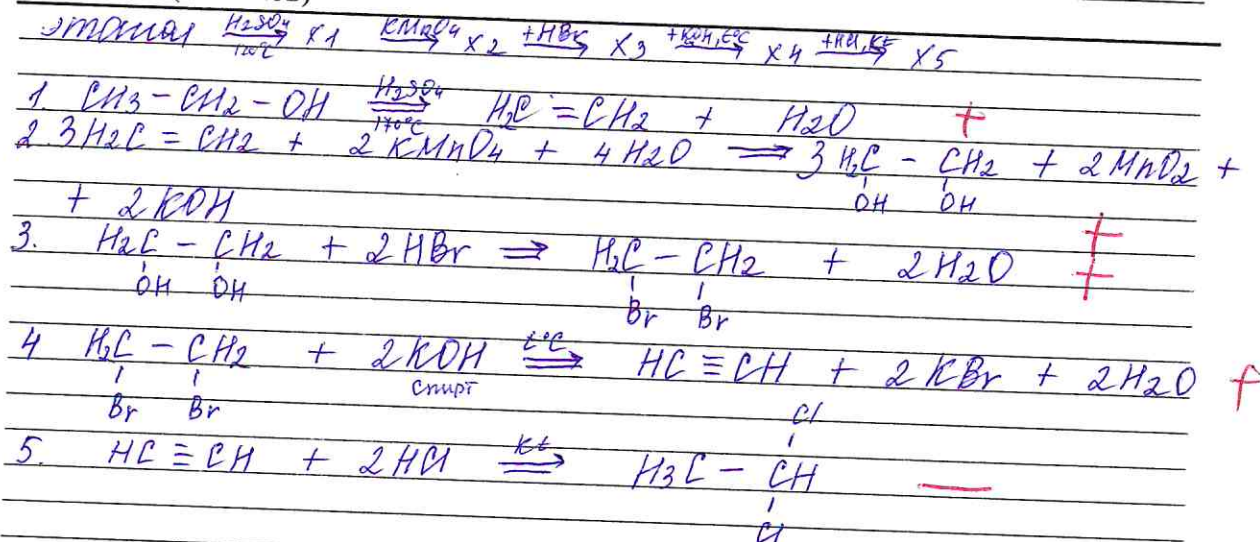 этанол H2SO4 170°C → X1 KMnO4 → X2 +HBr → X3 +KOH, t°C → X4 +HCl, Kt → X5
1. CH3 – CH2 – OH H2SO4 170°C → H2C = CH2 + H2O +
2. 3H2C = CH2 + 2KMnO4 + 4H2O ⇒ 3H2C – CH2 + 2MnO2 +
OH OH
+ 2KOH +
3. H2C – CH2 + 2HBr ⇒ H2C – CH2 + 2H2O +
OH OH Br Br
4 H2C – CH2 + 2KOH t°C ⇒ HC ≡ CH + 2KBr + 2H2O +
Br Br спирт
Cl
5. HC ≡ CH + 2HCl Kt ⇒ H3C – CH —
Cl